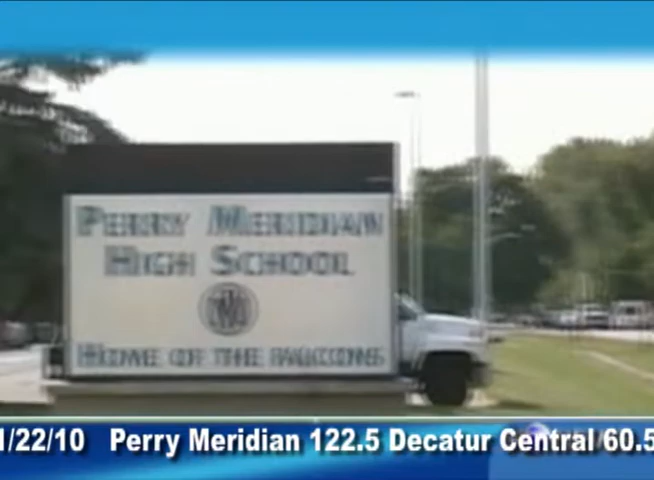 PERRY MERIDIAN
HIGH SCHOOL
HOME OF THE FALCONS
1/22/10 Perry Meridian 122.5 Decatur Central 60.5